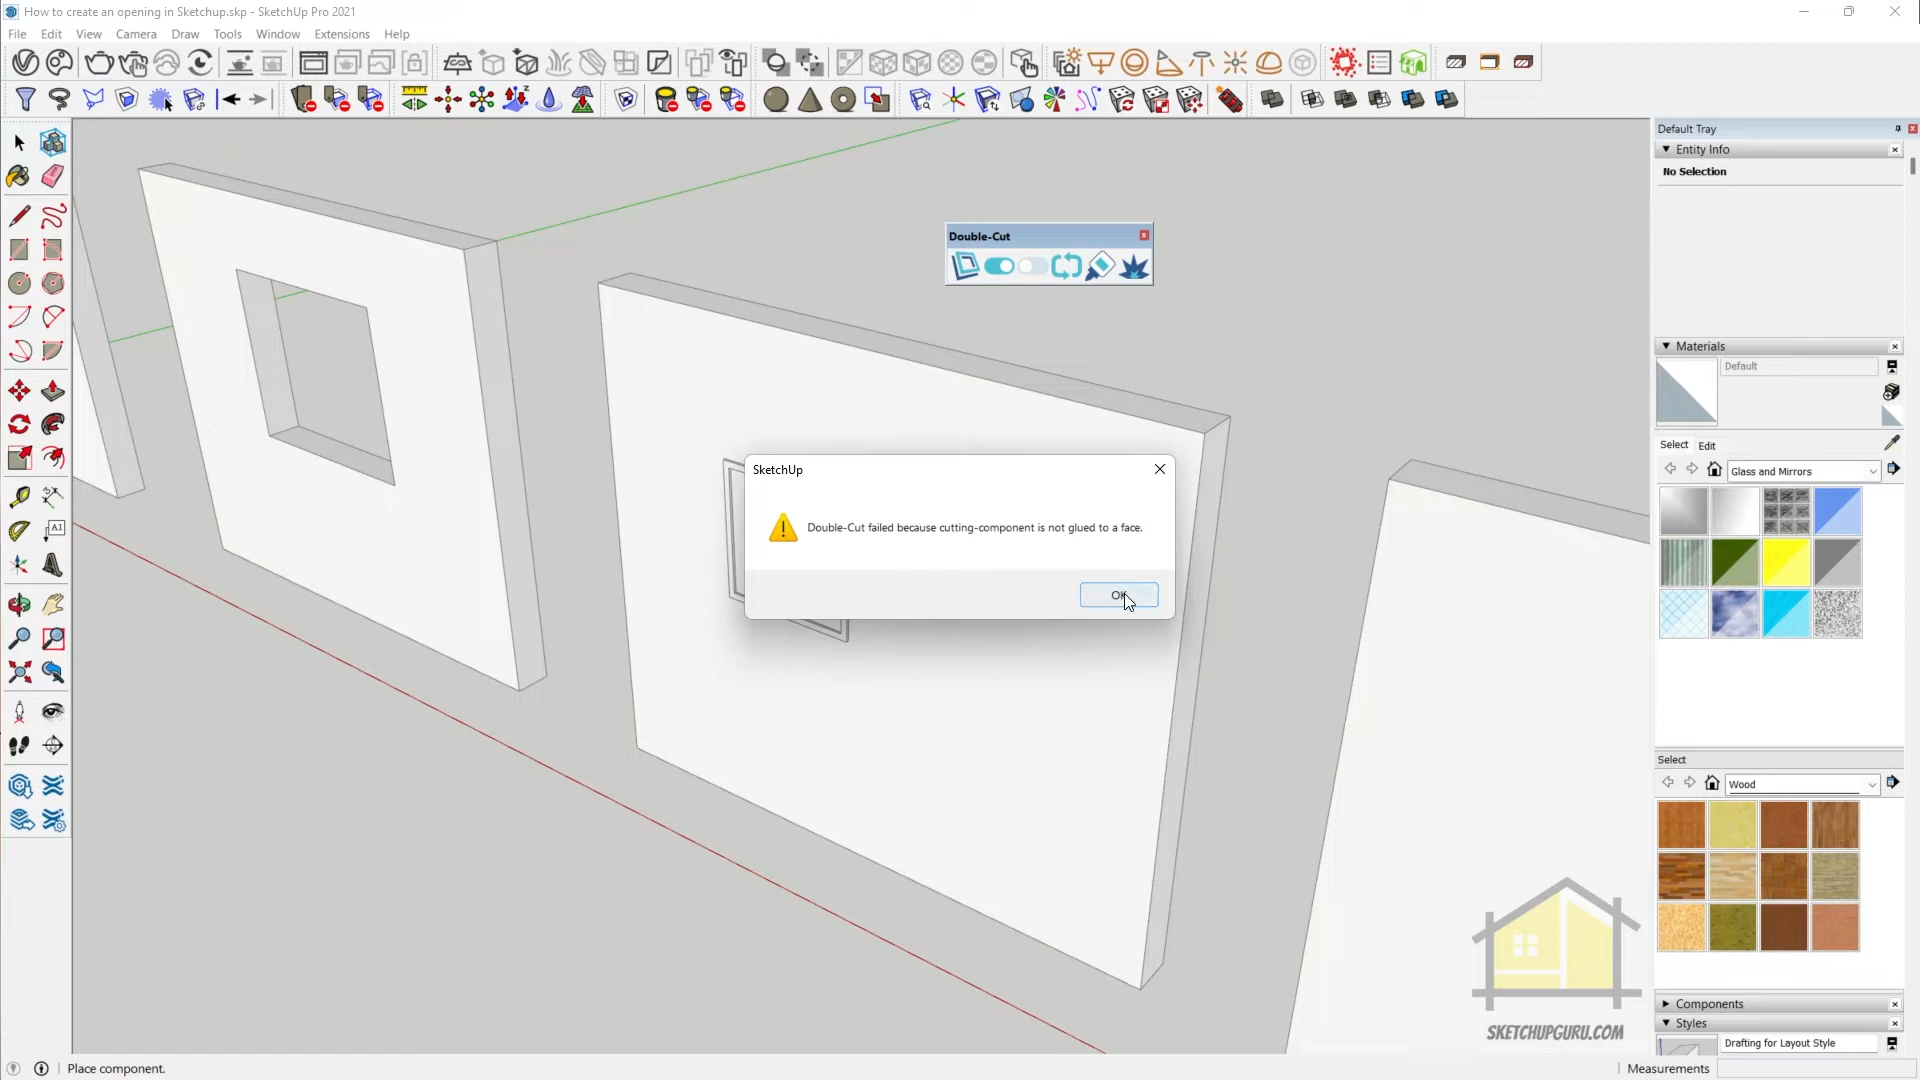 How to create an opening in Sketchup.skp - SketchUp Pro 2021
File Edit View Camera Draw Tools Window Extensions Help
Default Tray
Entity Info
No Selection
Double-Cut
Materials
Default
Select Edit
Glass and Mirrors
SketchUp
Double-Cut failed because cutting-component is not glued to a face.
OK
A1
Select
Wood
Components
Styles
Drafting for Layout Style
SKETCHUPGURU.COM
Place component.
Measurements